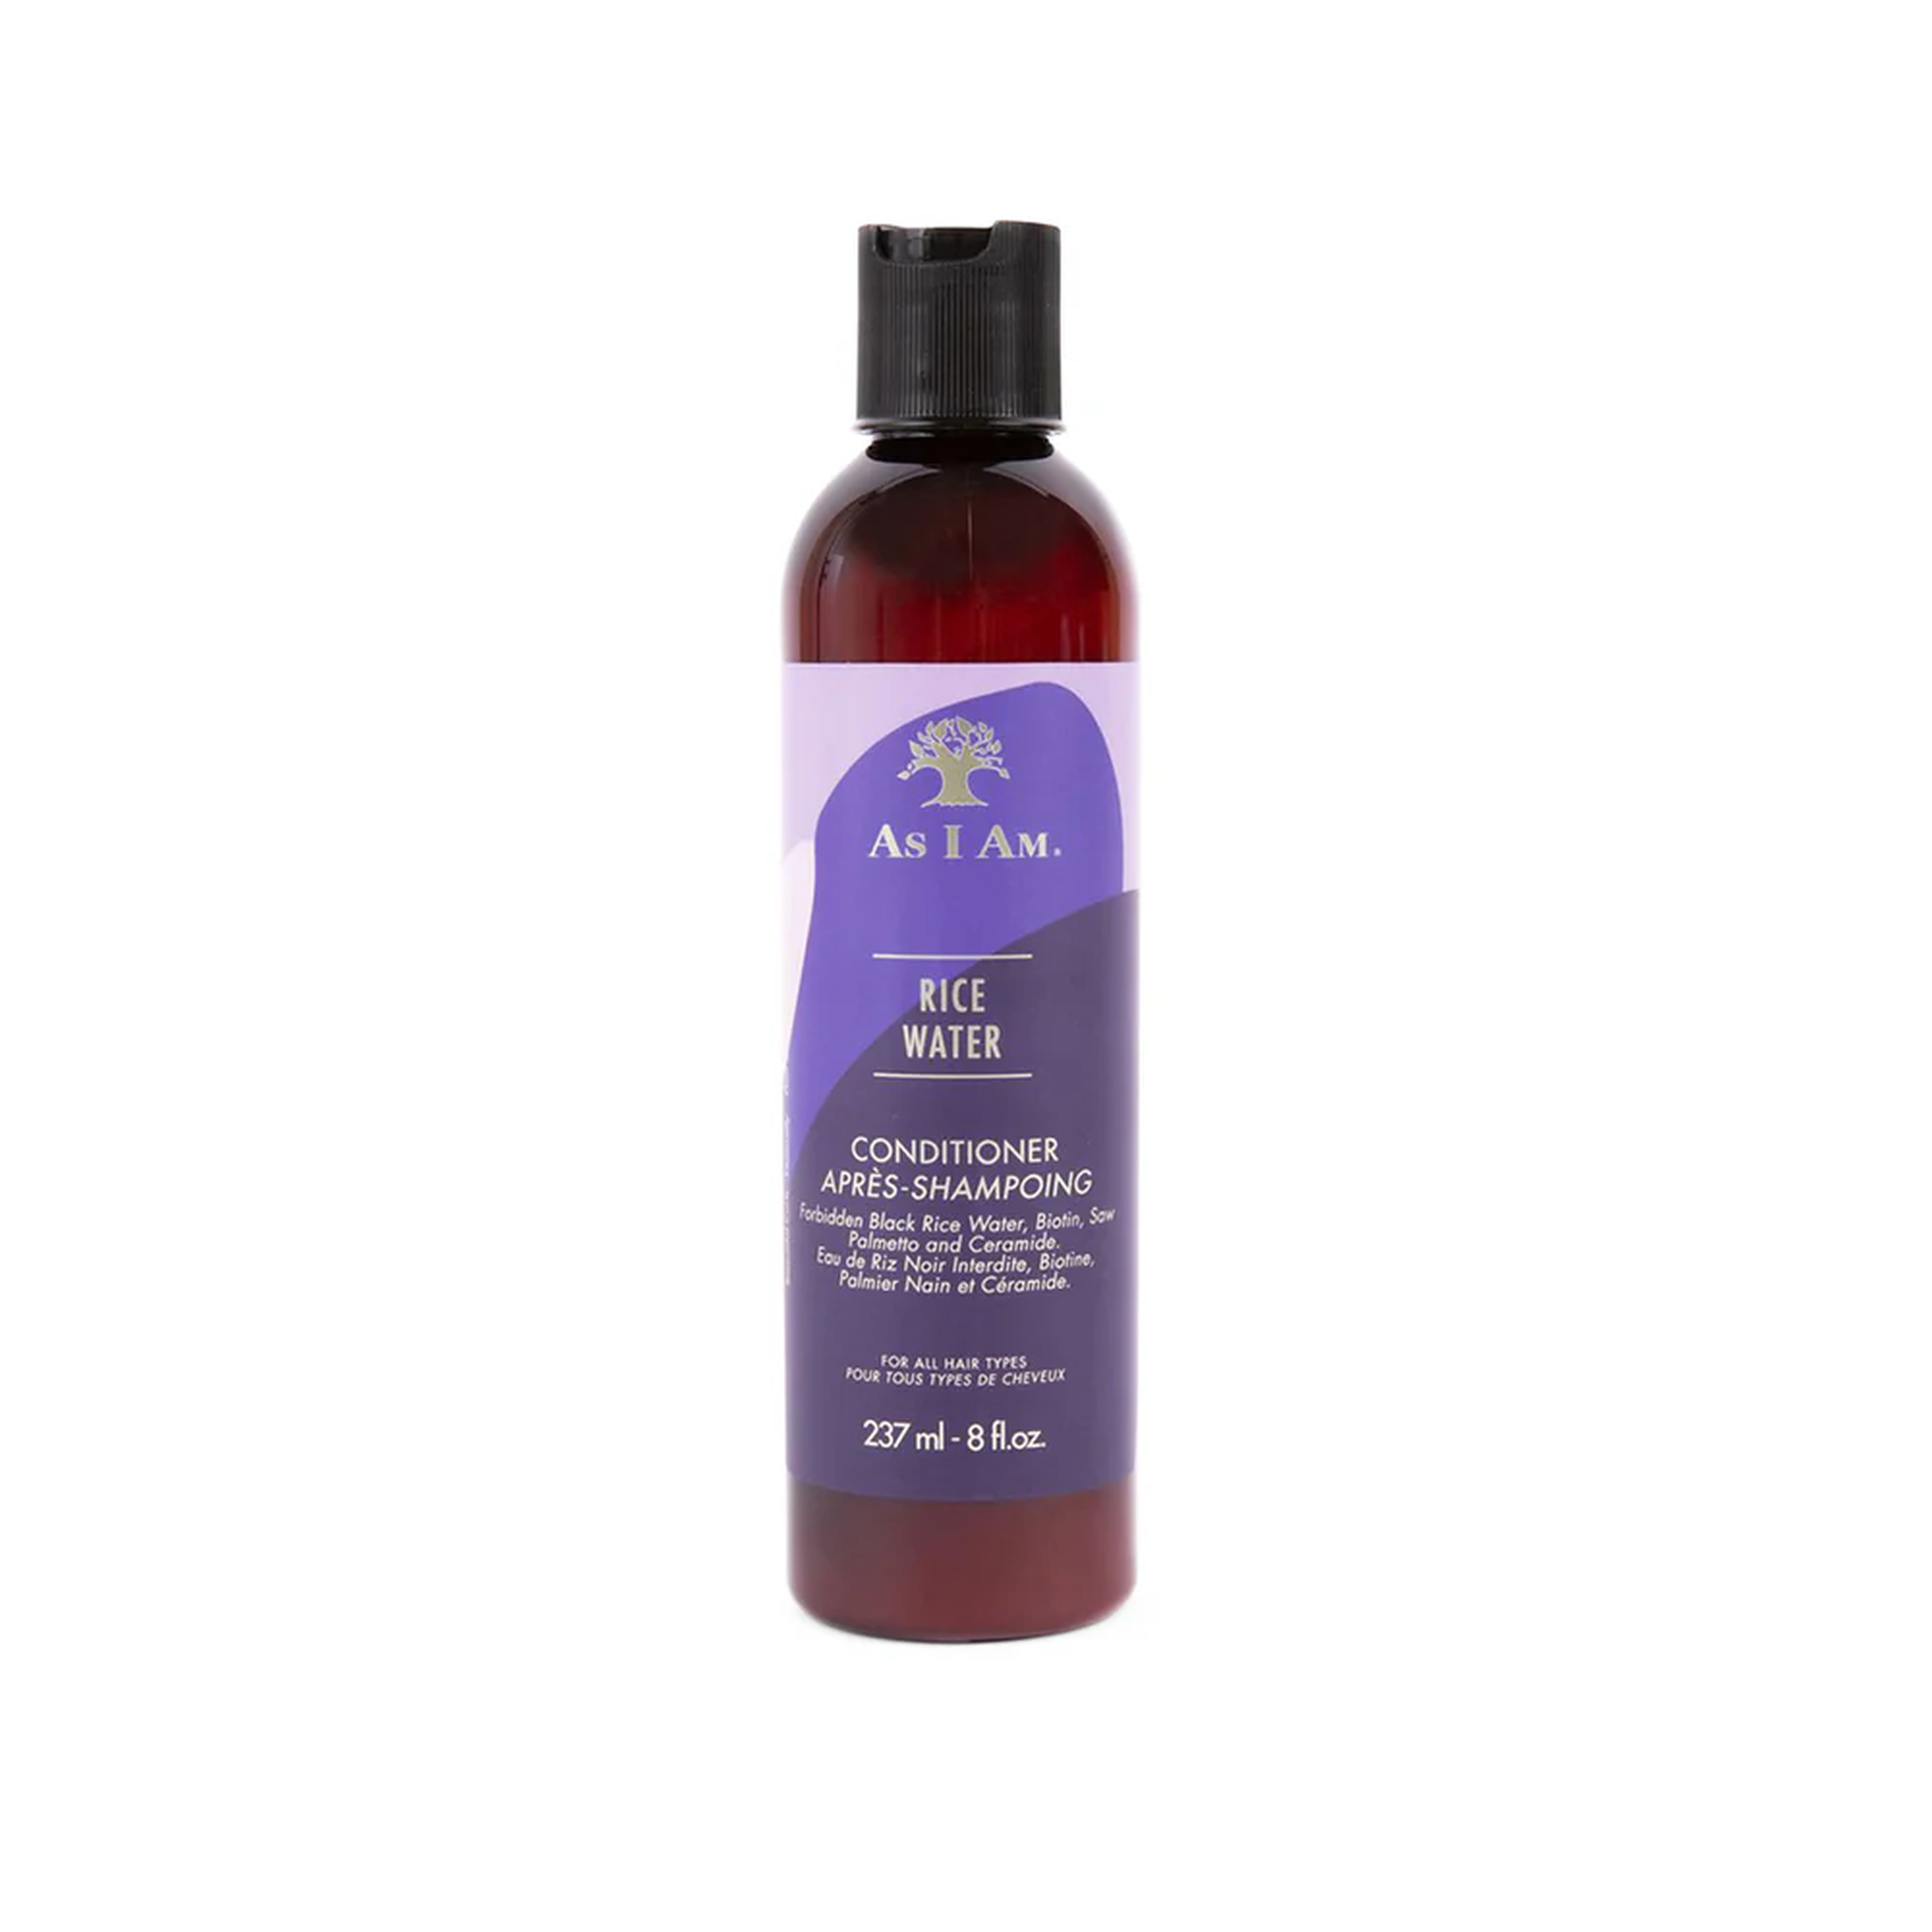 AS I AM®
RICE
WATER
CONDITIONER
APRÈS-SHAMPOING
Forbidden Black Rice Water, Biotin, Saw
Palmetto and Ceramide.
Eau de Riz Noir Interdite, Biotine,
Palmier Nain et Céramide.
FOR ALL HAIR TYPES
POUR TOUS TYPES DE CHEVEUX
237 ml - 8 fl.oz.